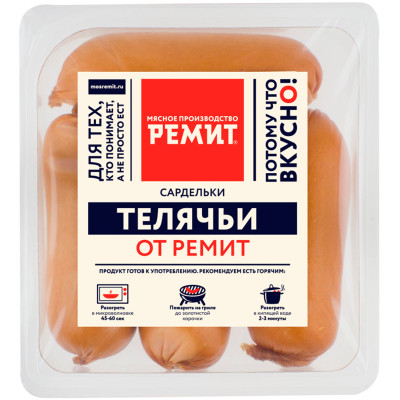 mosremit.ru
ДЛЯ ТЕХ,
КТО ПОНИМАЕТ,
А НЕ ПРОСТО ЕСТ
МЯСНОЕ ПРОИЗВОДСТВО
РЕМИТ®
ПОТОМУ ЧТО
ВКУСНО!
САРДЕЛЬКИ
ТЕЛЯЧЬИ
ОТ РЕМИТ
ПРОДУКТ ГОТОВ К УПОТРЕБЛЕНИЮ. РЕКОМЕНДУЕМ ЕСТЬ ГОРЯЧИМ:
Разогреть
в микроволновке
45-60 сек
Пожарить на гриле
до золотистой
корочки
Разогреть
в кипящей воде
2-3 минуты